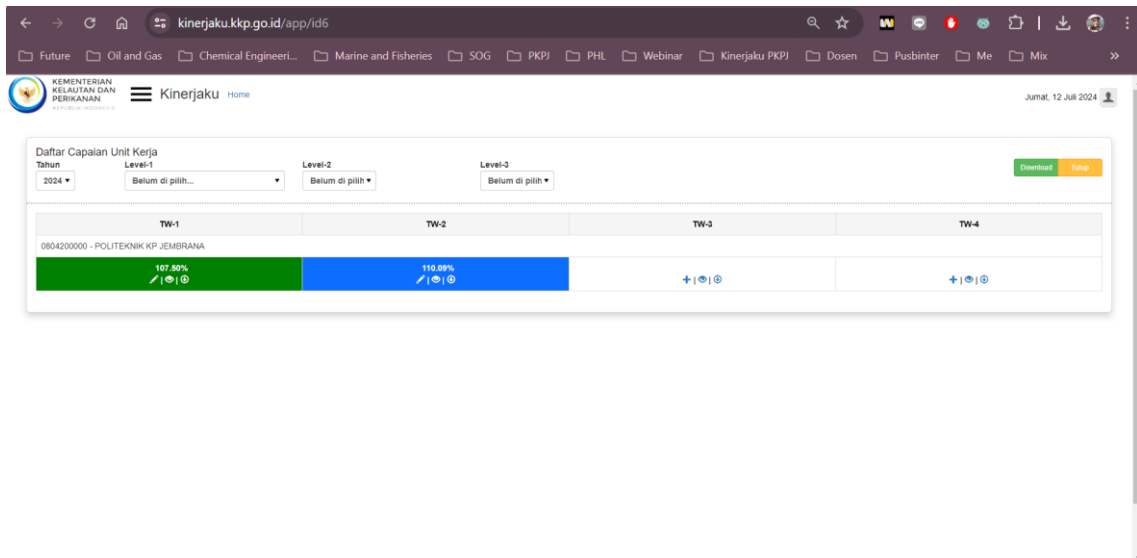 kinerjaku.kkp.go.id/app/id6
Future Oil and Gas Chemical Engineeri... Marine and Fisheries SOG PKPJ PHL Webinar Kinerjaku PKPJ Dosen Pusbinter Me Mix
KEMENTERIAN
KELAUTAN DAN
PERIKANAN
REPUBLIK INDONESIA
Kinerjaku Home
Jumat, 12 Juli 2024
Daftar Capaian Unit Kerja
Tahun Level-1 Level-2 Level-3
2024 Belum di pilih... Belum di pilih Belum di pilih
Download Tutup
TW-1 TW-2 TW-3 TW-4
0804200000 - POLITEKNIK KP JEMBRANA
107.50% 110.09%